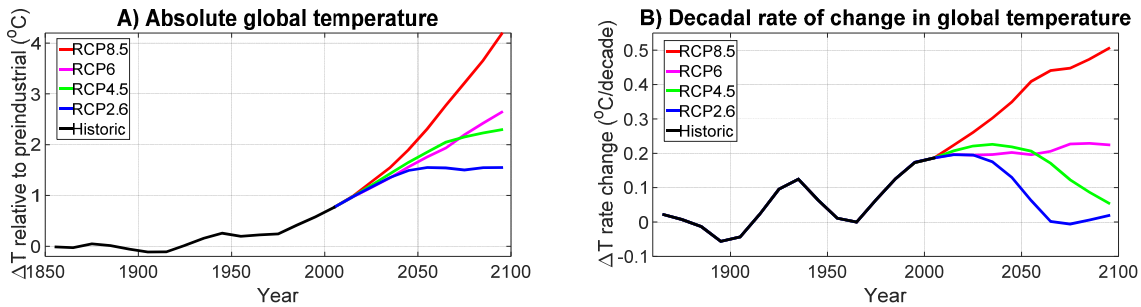 A) Absolute global temperature
ΔT relative to preindustrial (°C)
4
3
2
1
0
RCP8.5
RCP6
RCP4.5
RCP2.6
Historic
1850
1900
1950
2000
2050
2100
Year
B) Decadal rate of change in global temperature
ΔT rate change (°C/decade)
0.5
0.4
0.3
0.2
0.1
0
-0.1
RCP8.5
RCP6
RCP4.5
RCP2.6
Historic
1900
1950
2000
2050
2100
Year